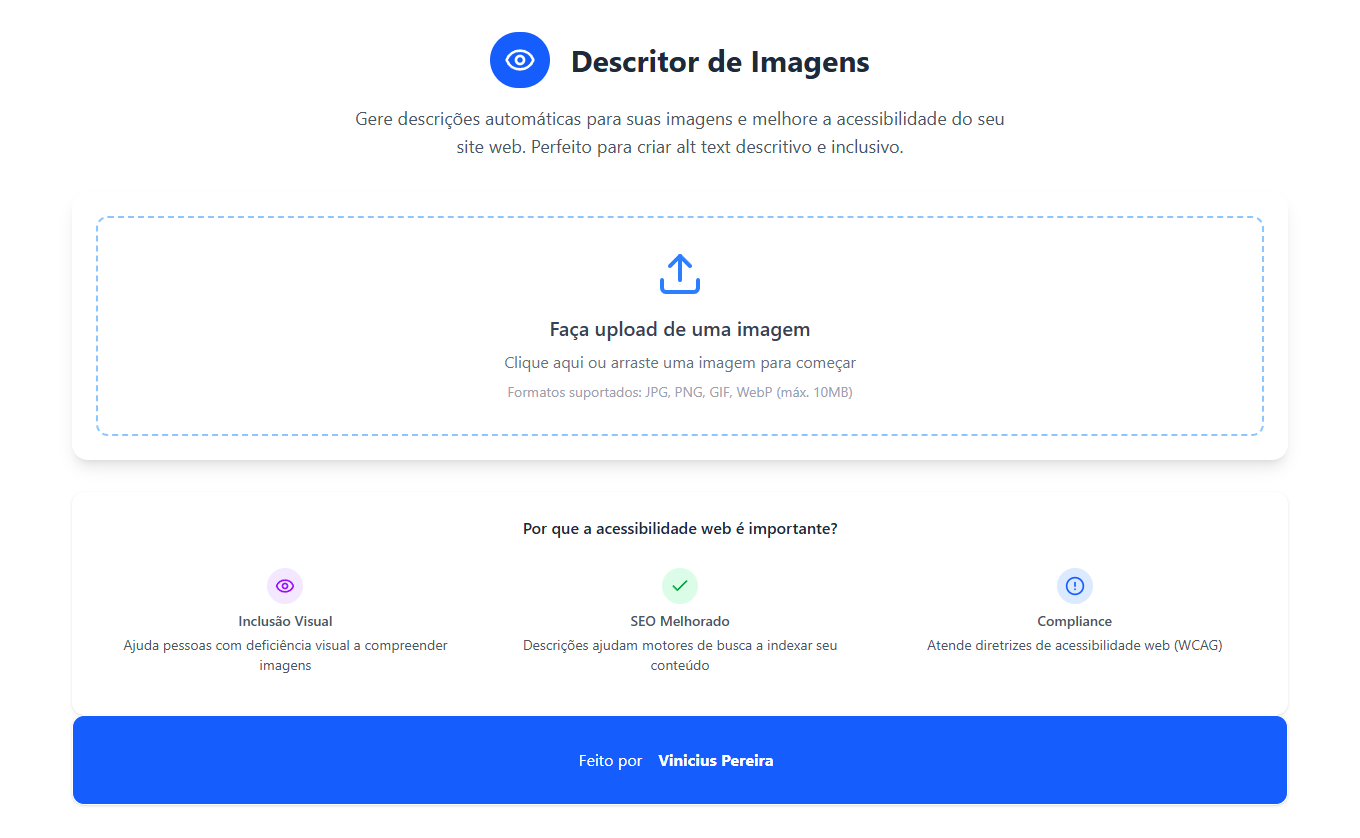 Descritor de Imagens
Gere descrições automáticas para suas imagens e melhore a acessibilidade do seu
site web. Perfeito para criar alt text descritivo e inclusivo.
Faça upload de uma imagem
Clique aqui ou arraste uma imagem para começar
Formatos suportados: JPG, PNG, GIF, WebP (máx. 10MB)
Por que a acessibilidade web é importante?
Inclusão Visual
Ajuda pessoas com deficiência visual a compreender
imagens
SEO Melhorado
Descrições ajudam motores de busca a indexar seu
conteúdo
Compliance
Atende diretrizes de acessibilidade web (WCAG)
Feito por Vinicius Pereira